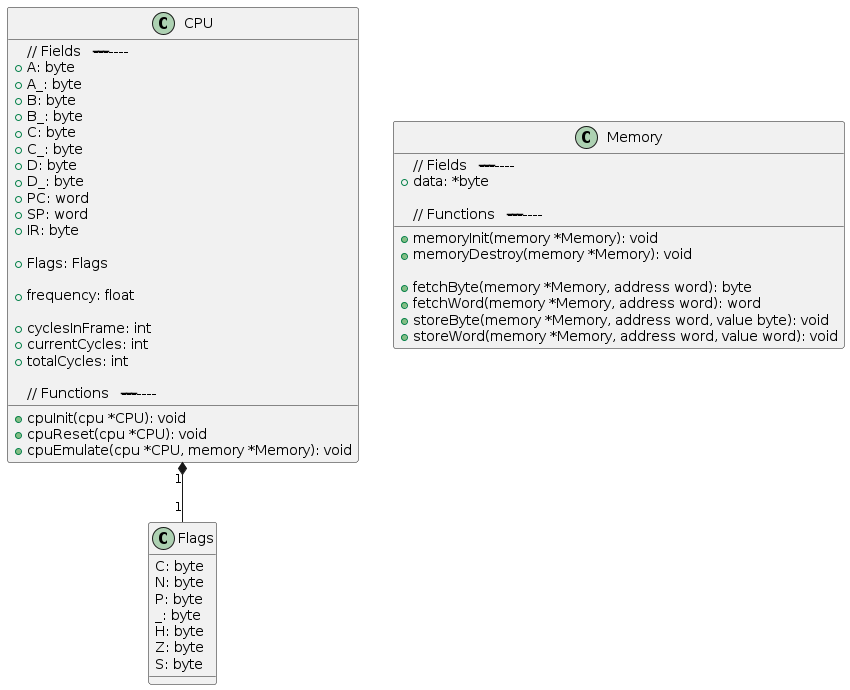 C CPU
// Fields -------
A: byte
A_: byte
B: byte
B_: byte
C: byte
C_: byte
D: byte
D_: byte
PC: word
SP: word
IR: byte
Flags: Flags
frequency: float
cyclesInFrame: int
currentCycles: int
totalCycles: int
// Functions -------
cpuInit(cpu *CPU): void
cpuReset(cpu *CPU): void
cpuEmulate(cpu *CPU, memory *Memory): void
1
1
C Flags
C: byte
N: byte
P: byte
_: byte
H: byte
Z: byte
S: byte
C Memory
// Fields -------
data: *byte
// Functions -------
memoryInit(memory *Memory): void
memoryDestroy(memory *Memory): void
fetchByte(memory *Memory, address word): byte
fetchWord(memory *Memory, address word): word
storeByte(memory *Memory, address word, value byte): void
storeWord(memory *Memory, address word, value word): void